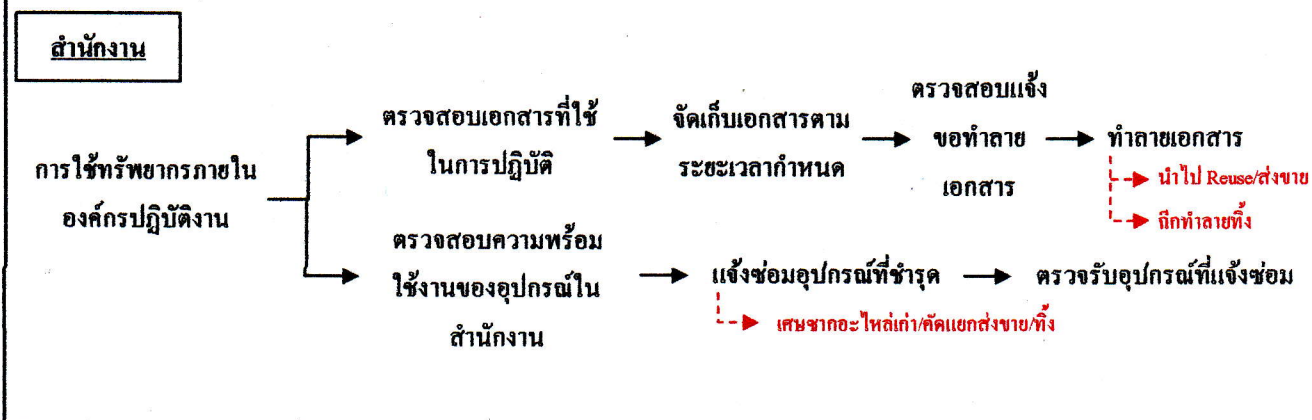 สำนักงาน
การใช้ทรัพยากรภายใน
องค์กรปฏิบัติงาน
ตรวจสอบเอกสารที่ใช้
ในการปฏิบัติ
จัดเก็บเอกสารตาม
ระยะเวลากำหนด
ตรวจสอบแจ้ง
ขอทำลาย
เอกสาร
ทำลายเอกสาร
นำไป Reuse/ส่งขาย
ถีกทำลายทิ้ง
ตรวจสอบความพร้อม
ใช้งานของอุปกรณ์ใน
สำนักงาน
แจ้งซ่อมอุปกรณ์ที่ชำรุด
เศษซากอะไหล่เก่า/คัดแยกส่งขาย/ทิ้ง
ตรวจรับอุปกรณ์ที่แจ้งซ่อม